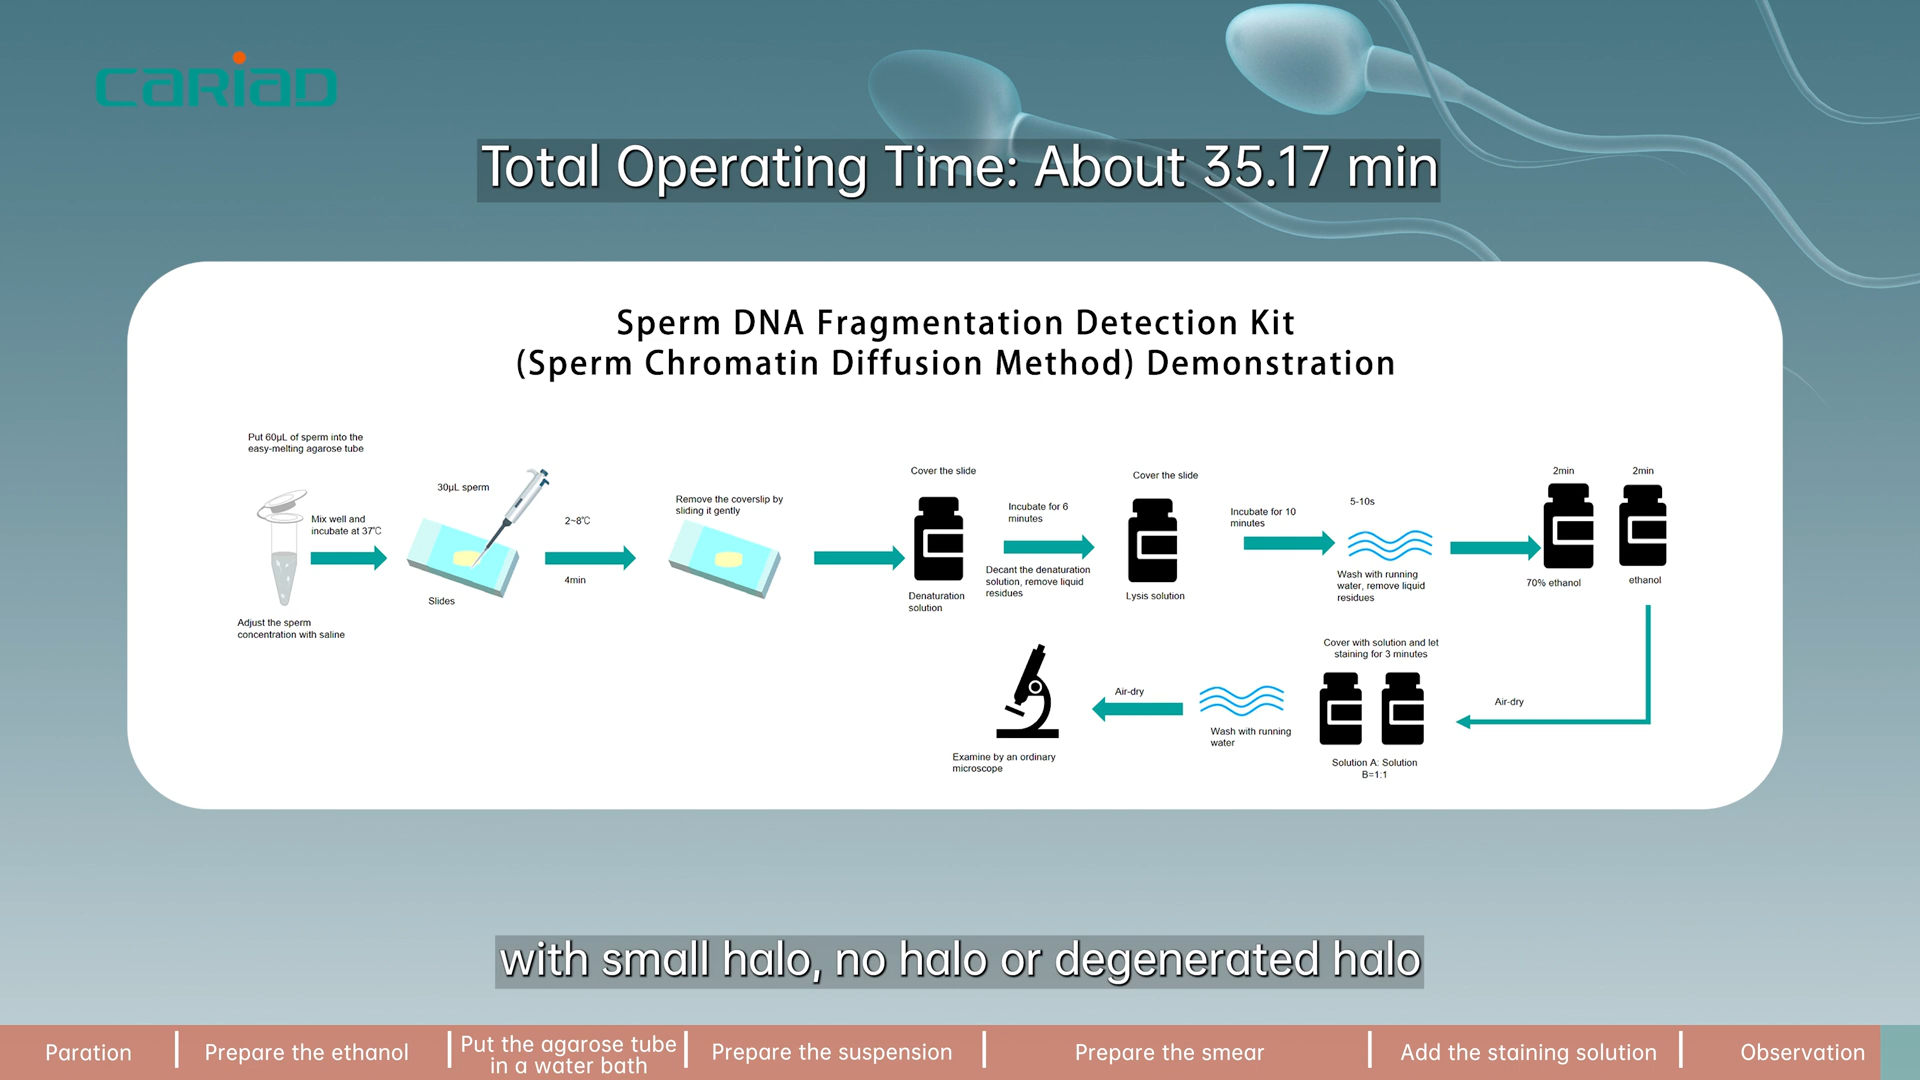 CARIAD
Total Operating Time: About 35.17 min
Sperm DNA Fragmentation Detection Kit
(Sperm Chromatin Diffusion Method) Demonstration
Put 60μL of sperm into the
easy-melting agarose tube
Mix well and
incubate at 37℃
Adjust the sperm
concentration with saline
30μL sperm
Slides
2~8℃
4min
Remove the coverslip by
sliding it gently
Cover the slide
Denaturation
solution
Incubate for 6
minutes
Decant the denaturation
solution, remove liquid
residues
Cover the slide
Lysis solution
Incubate for 10
minutes
5-10s
Wash with running
water, remove liquid
residues
2min
70% ethanol
2min
ethanol
Air-dry
Cover with solution and let
staining for 3 minutes
Solution A: Solution
B=1:1
Wash with running
water
Air-dry
Examine by an ordinary
microscope
with small halo, no halo or degenerated halo
Paration
Prepare the ethanol
Put the agarose tube
in a water bath
Prepare the suspension
Prepare the smear
Add the staining solution
Observation